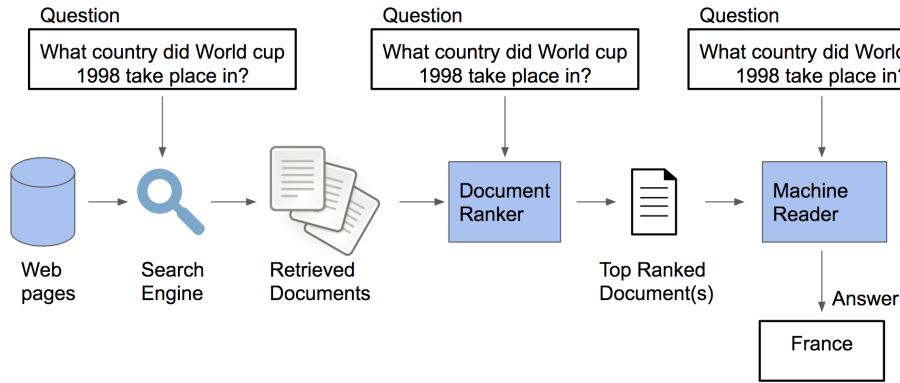 Question
What country did World cup
1998 take place in?
Question
What country did World cup
1998 take place in?
Question
What country did
1998 take place in?
Document
Ranker
Machine
Reader
Web
pages
Search
Engine
Retrieved
Documents
Top Ranked
Document(s)
Answer
France